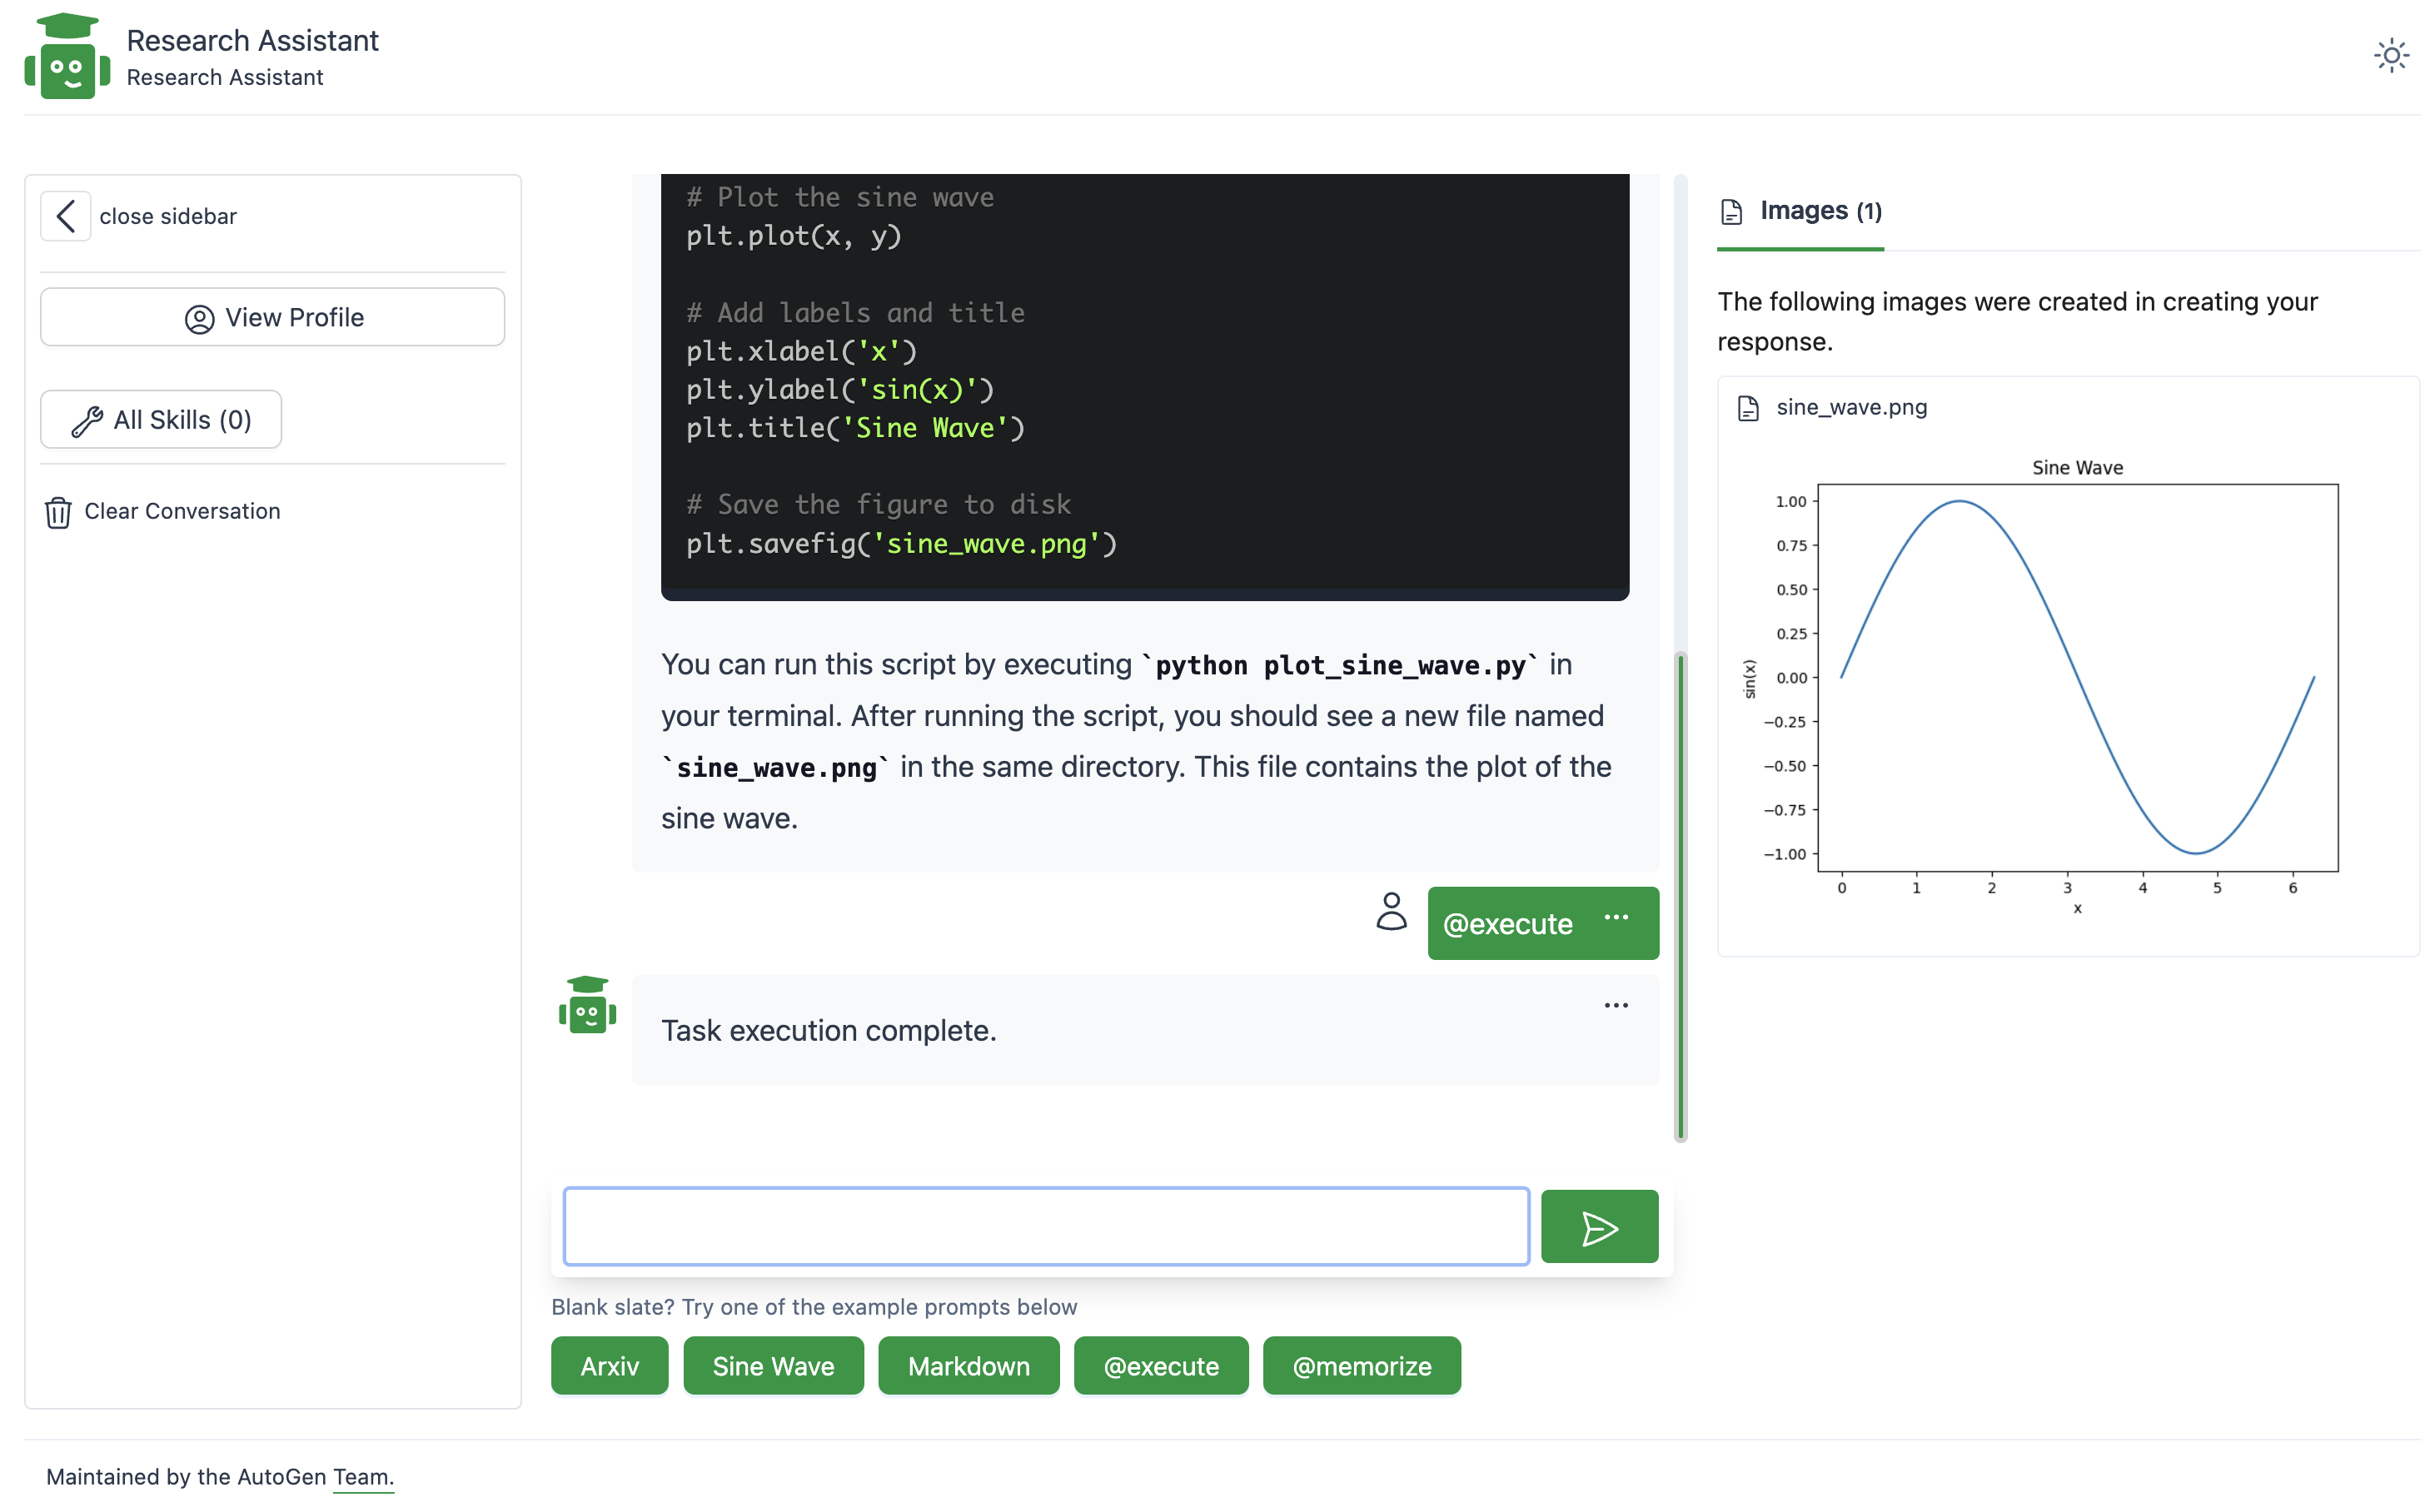 Research Assistant
Research Assistant
close sidebar
View Profile
All Skills (0)
Clear Conversation
# Plot the sine wave
plt.plot(x, y)
# Add labels and title
plt.xlabel('x')
plt.ylabel('sin(x)')
plt.title('Sine Wave')
# Save the figure to disk
plt.savefig('sine_wave.png')
You can run this script by executing `python plot_sine_wave.py` in
your terminal. After running the script, you should see a new file named
`sine_wave.png` in the same directory. This file contains the plot of the
sine wave.
@execute ...
...
Task execution complete.
Blank slate? Try one of the example prompts below
Arxiv Sine Wave Markdown @execute @memorize
Images (1)
The following images were created in creating your
response.
sine_wave.png
Sine Wave
1.00
0.75
0.50
0.25
0.00
−0.25
−0.50
−0.75
−1.00
sin(x)
0 1 2 3 4 5 6
x
Maintained by the AutoGen Team.